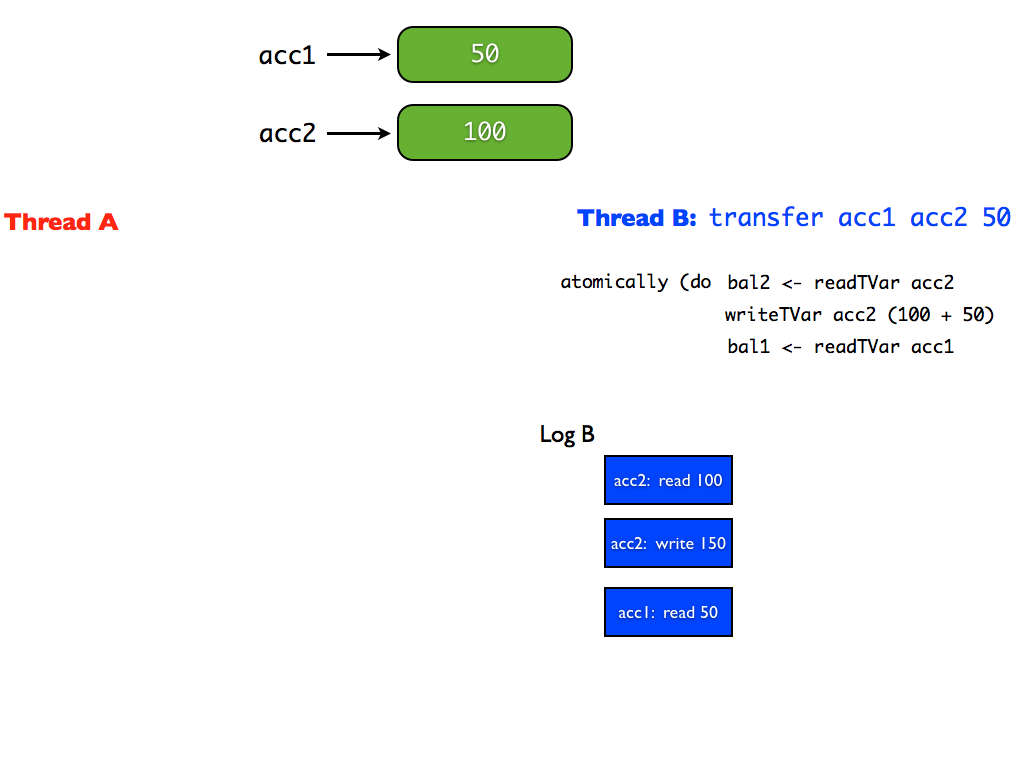 acc1 50
acc2 100
Thread A
Thread B: transfer acc1 acc2 50
atomically (do bal2 <- readTVar acc2
writeTVar acc2 (100 + 50)
bal1 <- readTVar acc1
Log B
acc2: read 100
acc2: write 150
acc1: read 50